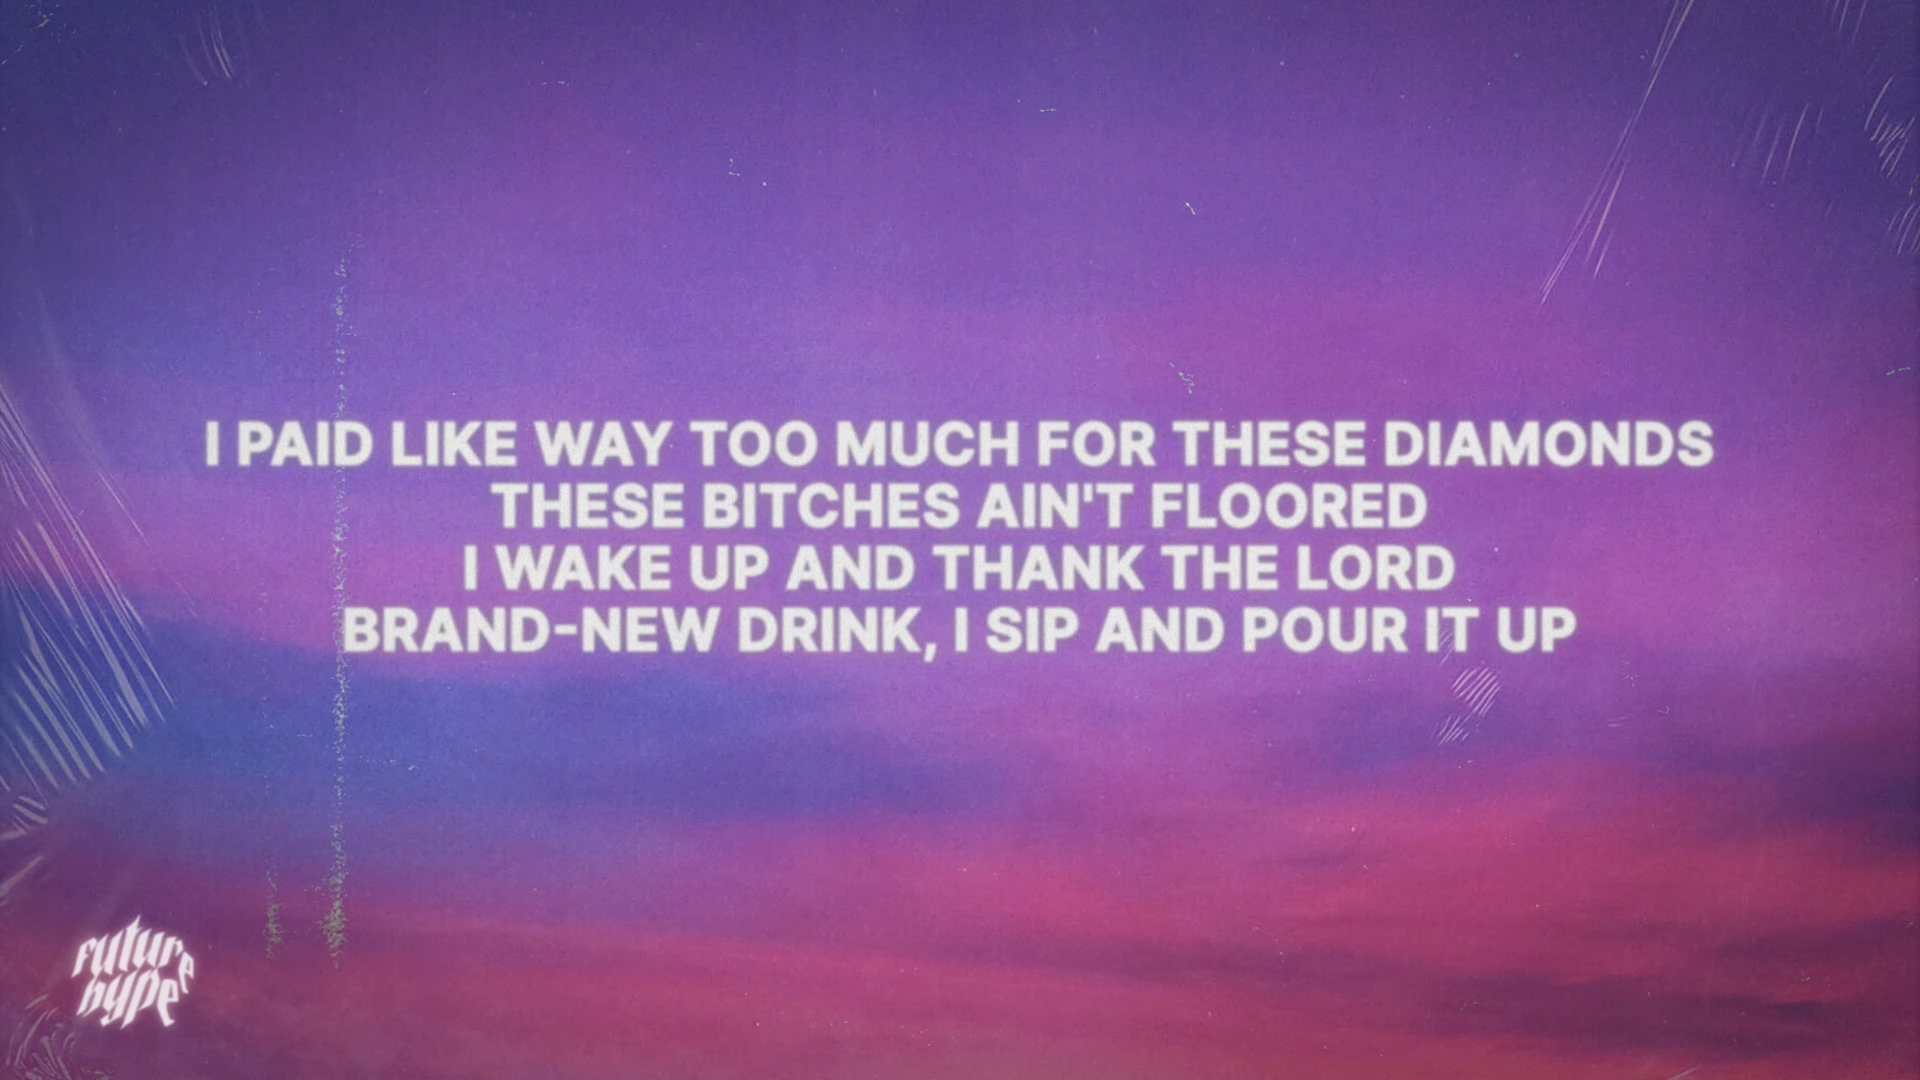 I PAID LIKE WAY TOO MUCH FOR THESE DIAMONDS
THESE BITCHES AIN'T FLOORED
I WAKE UP AND THANK THE LORD
BRAND-NEW DRINK, I SIP AND POUR IT UP
future
hype